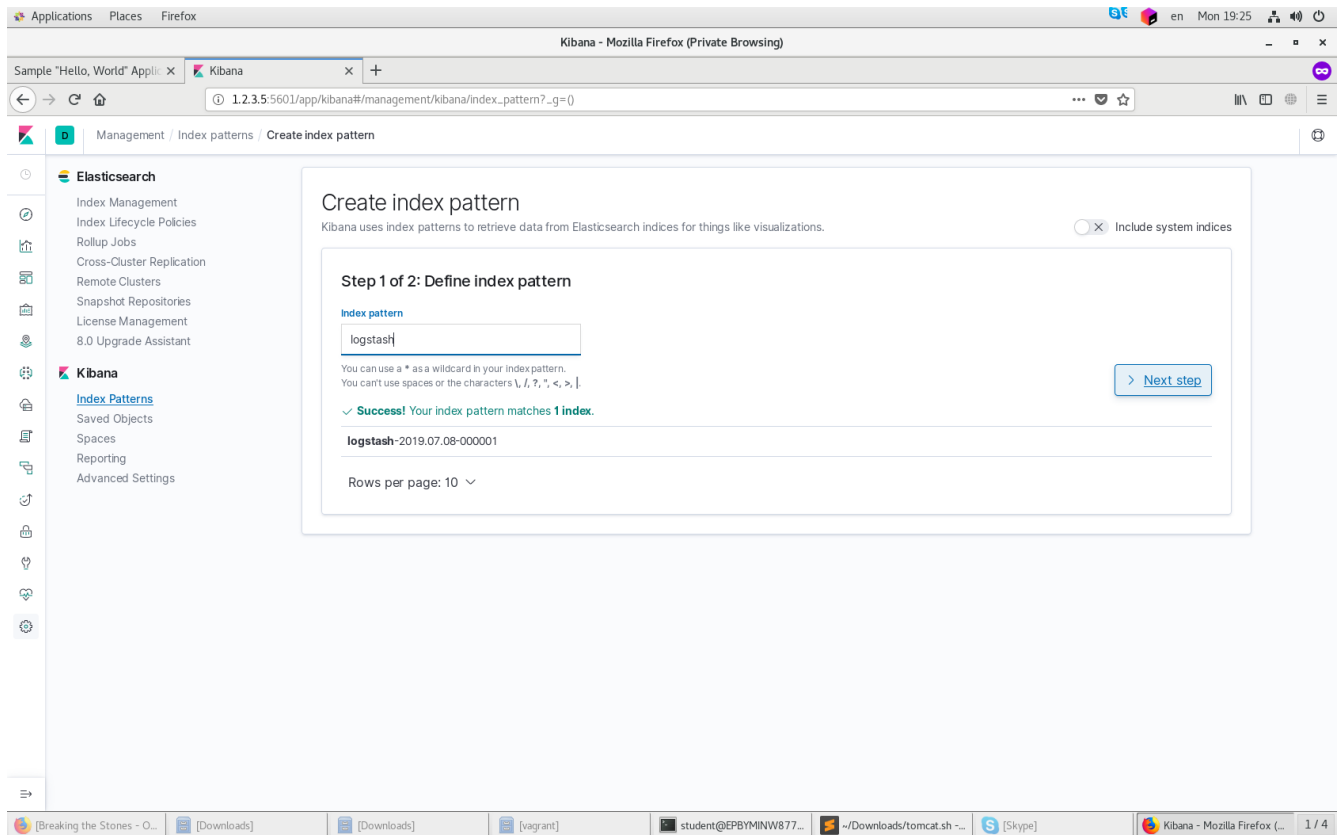 Applications Places Firefox
en Mon 19:25
Kibana - Mozilla Firefox (Private Browsing)
Sample "Hello, World" Applic
Kibana
1.2.3.5:5601/app/kibana#/management/kibana/index_pattern?_g=()
D Management / Index patterns / Create index pattern
Elasticsearch
Index Management
Index Lifecycle Policies
Rollup Jobs
Cross-Cluster Replication
Remote Clusters
Snapshot Repositories
License Management
8.0 Upgrade Assistant
Kibana
Index Patterns
Saved Objects
Spaces
Reporting
Advanced Settings
Create index pattern
Kibana uses index patterns to retrieve data from Elasticsearch indices for things like visualizations.
Include system indices
Step 1 of 2: Define index pattern
Index pattern
logstash
You can use a * as a wildcard in your index pattern.
You can't use spaces or the characters \, /, ?, ", <, >, |.
Next step
Success! Your index pattern matches 1 index.
logstash-2019.07.08-000001
Rows per page: 10
[Breaking the Stones - O...
[Downloads]
[Downloads]
[vagrant]
student@EPBYMINW877...
~/Downloads/tomcat.sh -...
[Skype]
Kibana - Mozilla Firefox (...
1 / 4